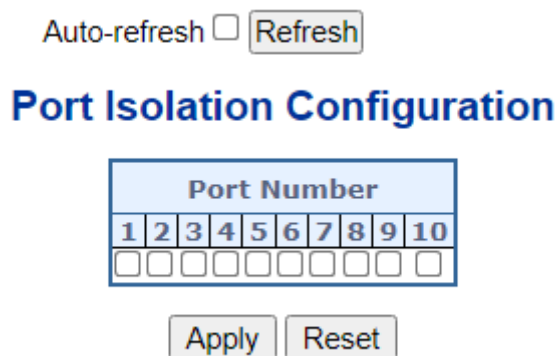 Auto-refresh Refresh
Port Isolation Configuration
Port Number
1 2 3 4 5 6 7 8 9 10
Apply Reset